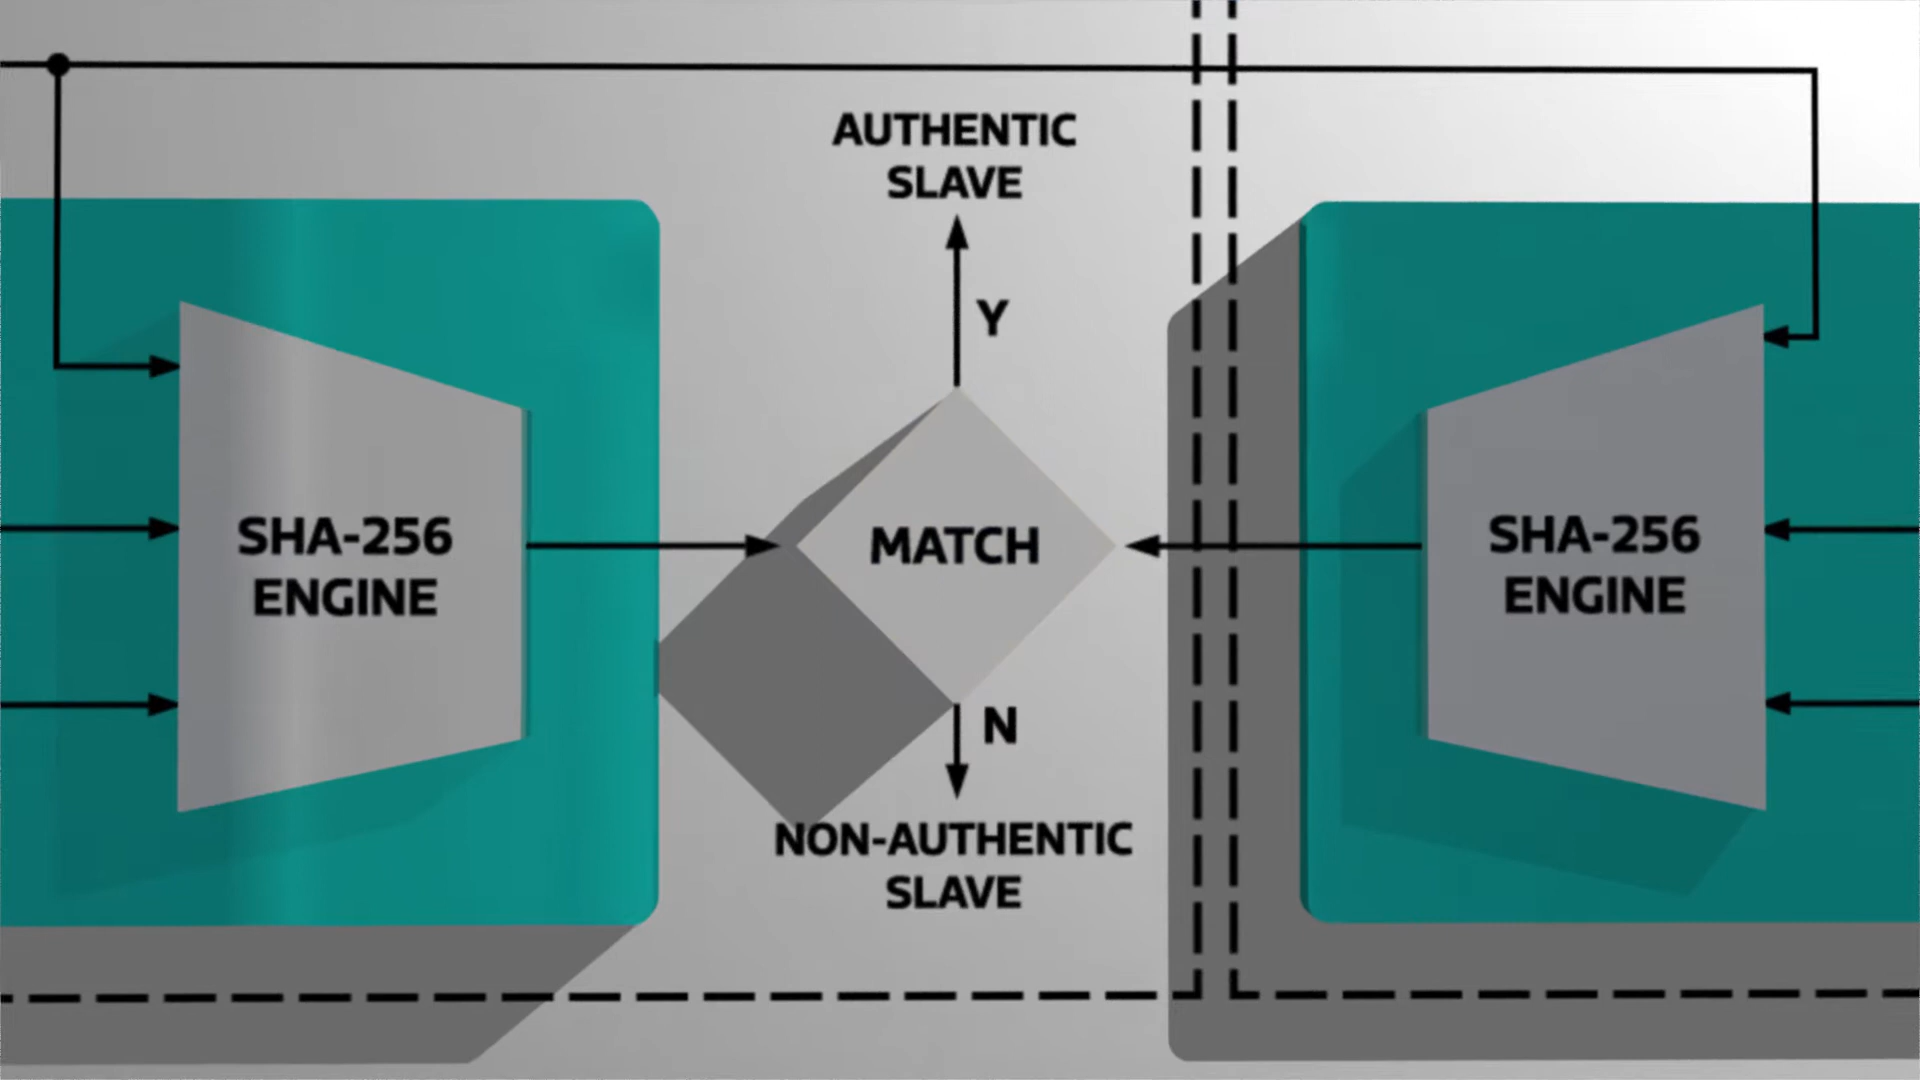 AUTHENTIC
SLAVE
Y
SHA-256
ENGINE
MATCH
SHA-256
ENGINE
N
NON-AUTHENTIC
SLAVE